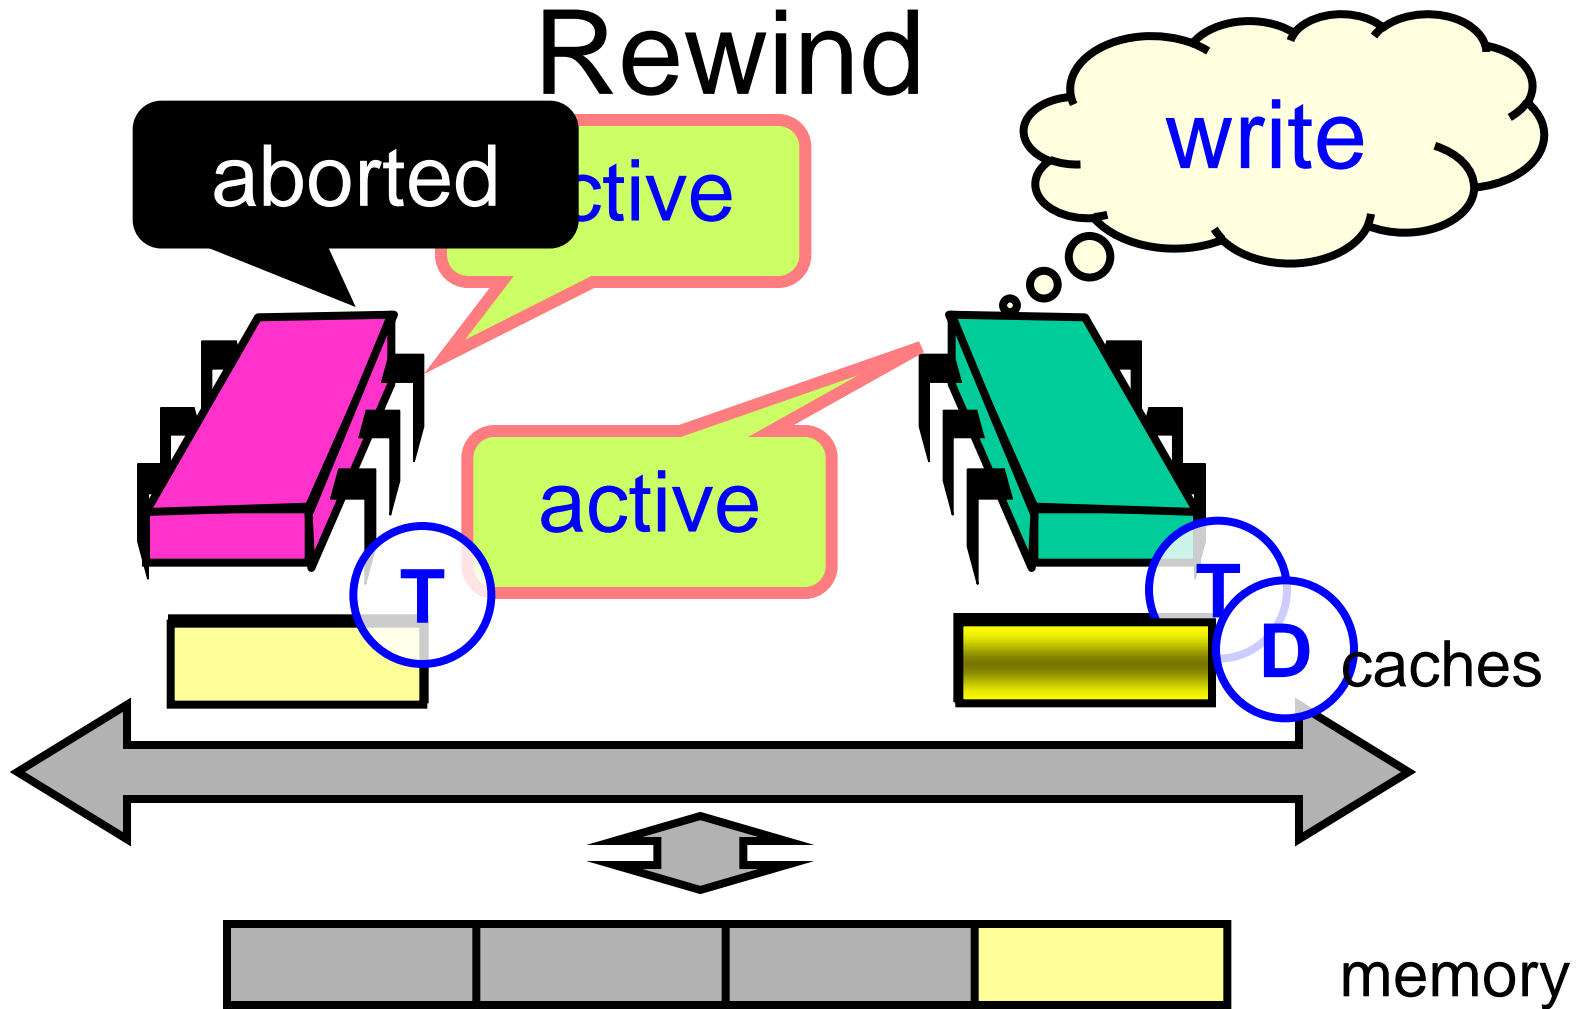 Rewind
aborted
ctive
write
active
T
T
D
caches
memory